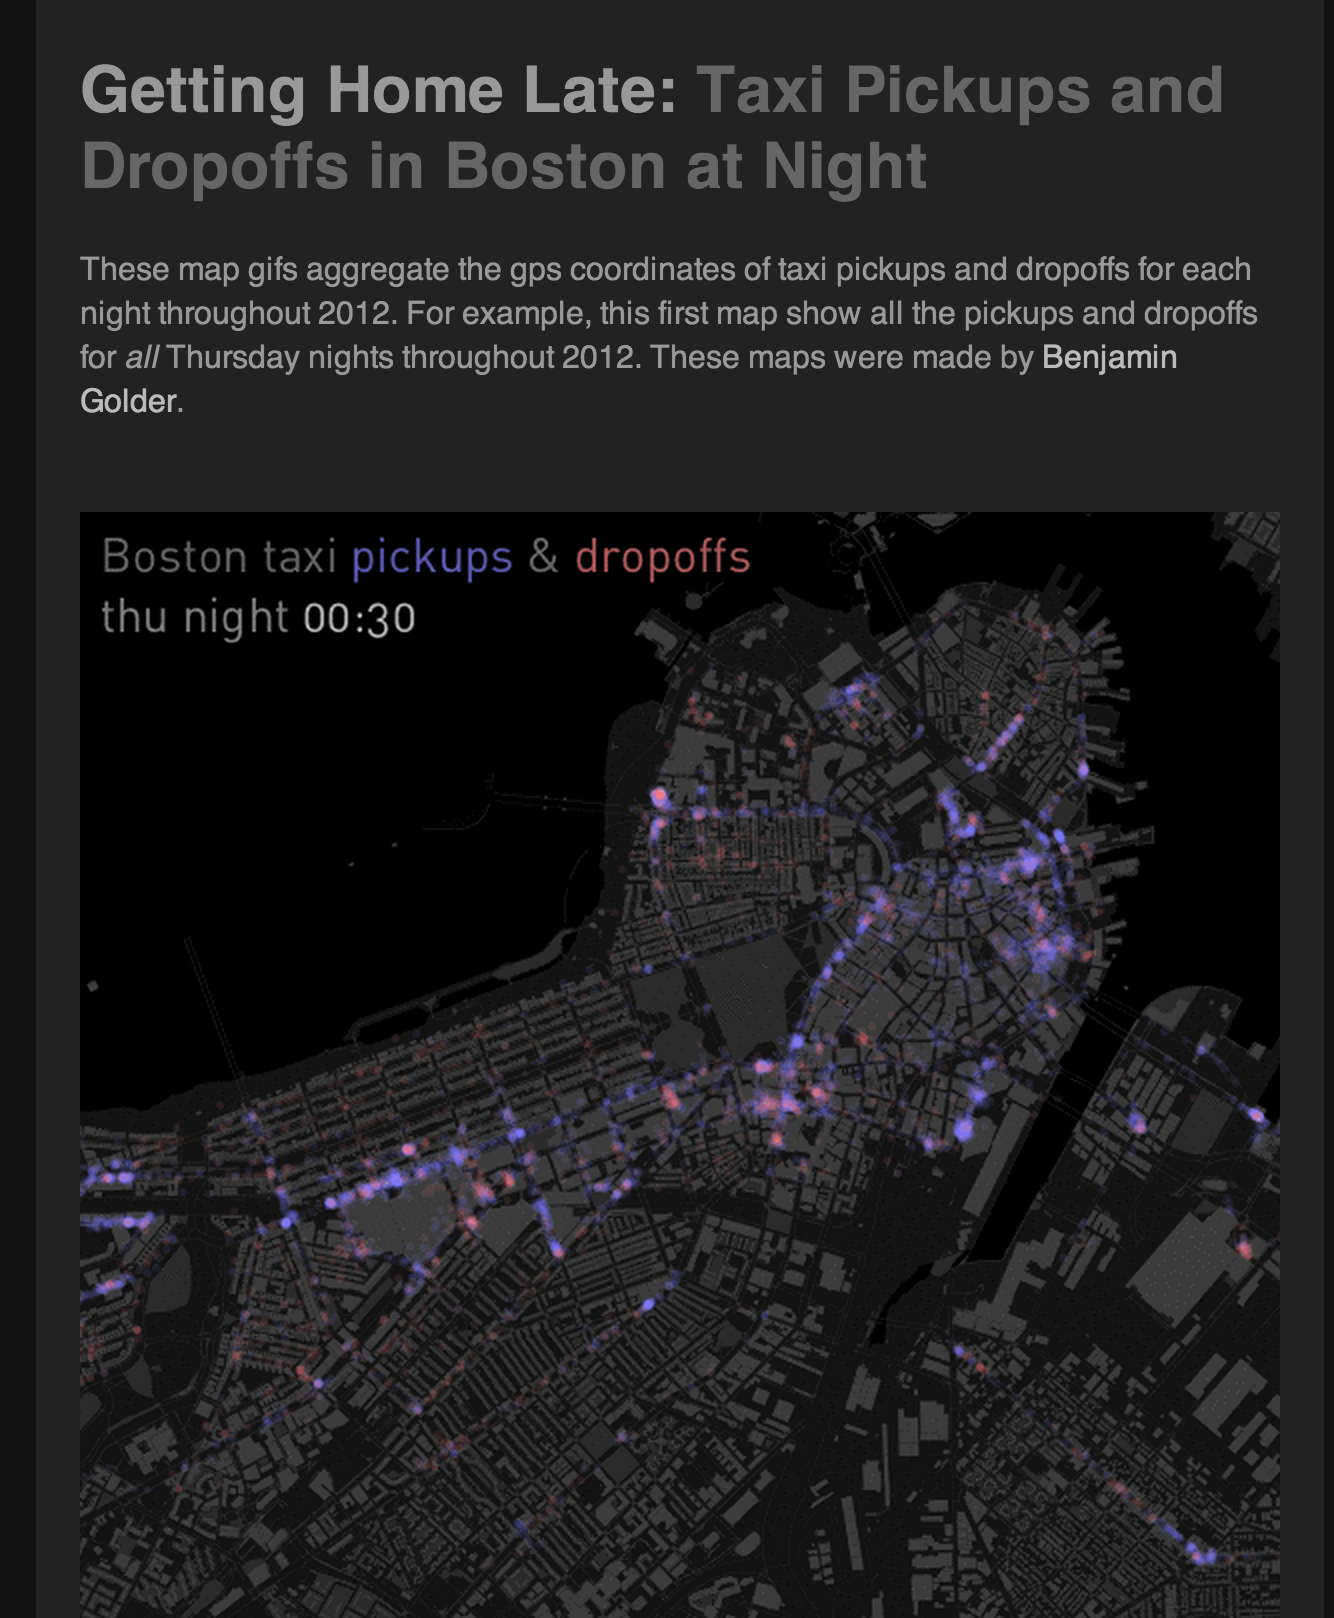 Getting Home Late: Taxi Pickups and
Dropoffs in Boston at Night
These map gifs aggregate the gps coordinates of taxi pickups and dropoffs for each
night throughout 2012. For example, this first map show all the pickups and dropoffs
for all Thursday nights throughout 2012. These maps were made by Benjamin
Golder.
Boston taxi pickups & dropoffs
thu night 00:30